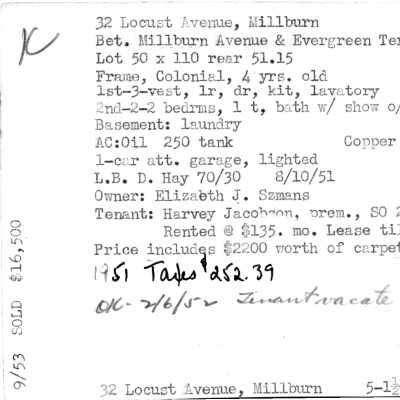 32 Locust Avenue, Millburn
Bet. Millburn Avenue & Evergreen Ter
Lot 50 x 110 rear 51.15
Frame, Colonial, 4 yrs. old
1st-3-vest, lr, dr, kit, lavatory
2nd-2-2 bedrms, 1 t, bath w/ show o/
Basement: laundry
AC:Oil 250 tank Copper
1-car att. garage, lighted
L.B. D. Hay 70/30 8/10/51
Owner: Elizabth J. Szmans
Tenant: Harvey Jacobson, prem., SO 2
Rented @ $135. mo. Lease til
Price includes $2200 worth of carpet
1951 Taxes $252.39
OK - 2/6/52 Tenant vacate
9/53 SOLD $16,500
32 Locust Avenue, Millburn 5-1½